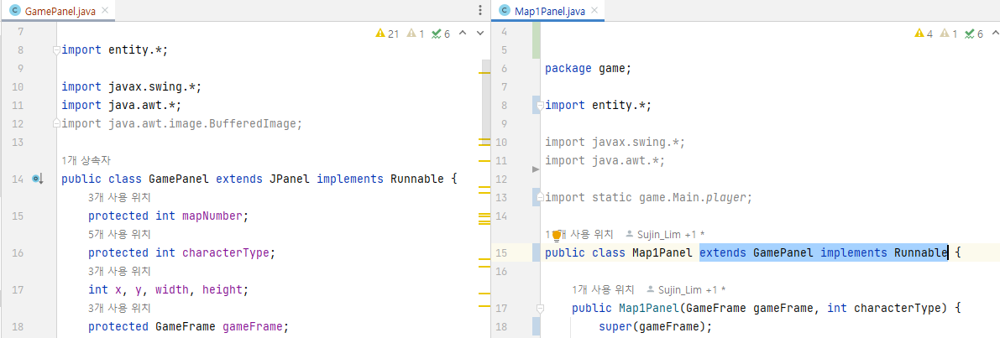 GamePanel.java
21 1 6
7
8 import entity.*;
9
10 import javax.swing.*;
11 import java.awt.*;
12 import java.awt.image.BufferedImage;
13
1개 상속자
14 public class GamePanel extends JPanel implements Runnable {
3개 사용 위치
15 protected int mapNumber;
5개 사용 위치
16 protected int characterType;
3개 사용 위치
17 int x, y, width, height;
3개 사용 위치
18 protected GameFrame gameFrame;
Map1Panel.java
4 1 6
4
5
6 package game;
7
8 import entity.*;
9
10 import javax.swing.*;
11 import java.awt.*;
12
13 import static game.Main.player;
14
개 사용 위치 Sujin_Lim +1 *
15 public class Map1Panel extends GamePanel implements Runnable {
16
1개 사용 위치 Sujin_Lim +1 *
17 public Map1Panel(GameFrame gameFrame, int characterType) {
18 super(gameFrame);